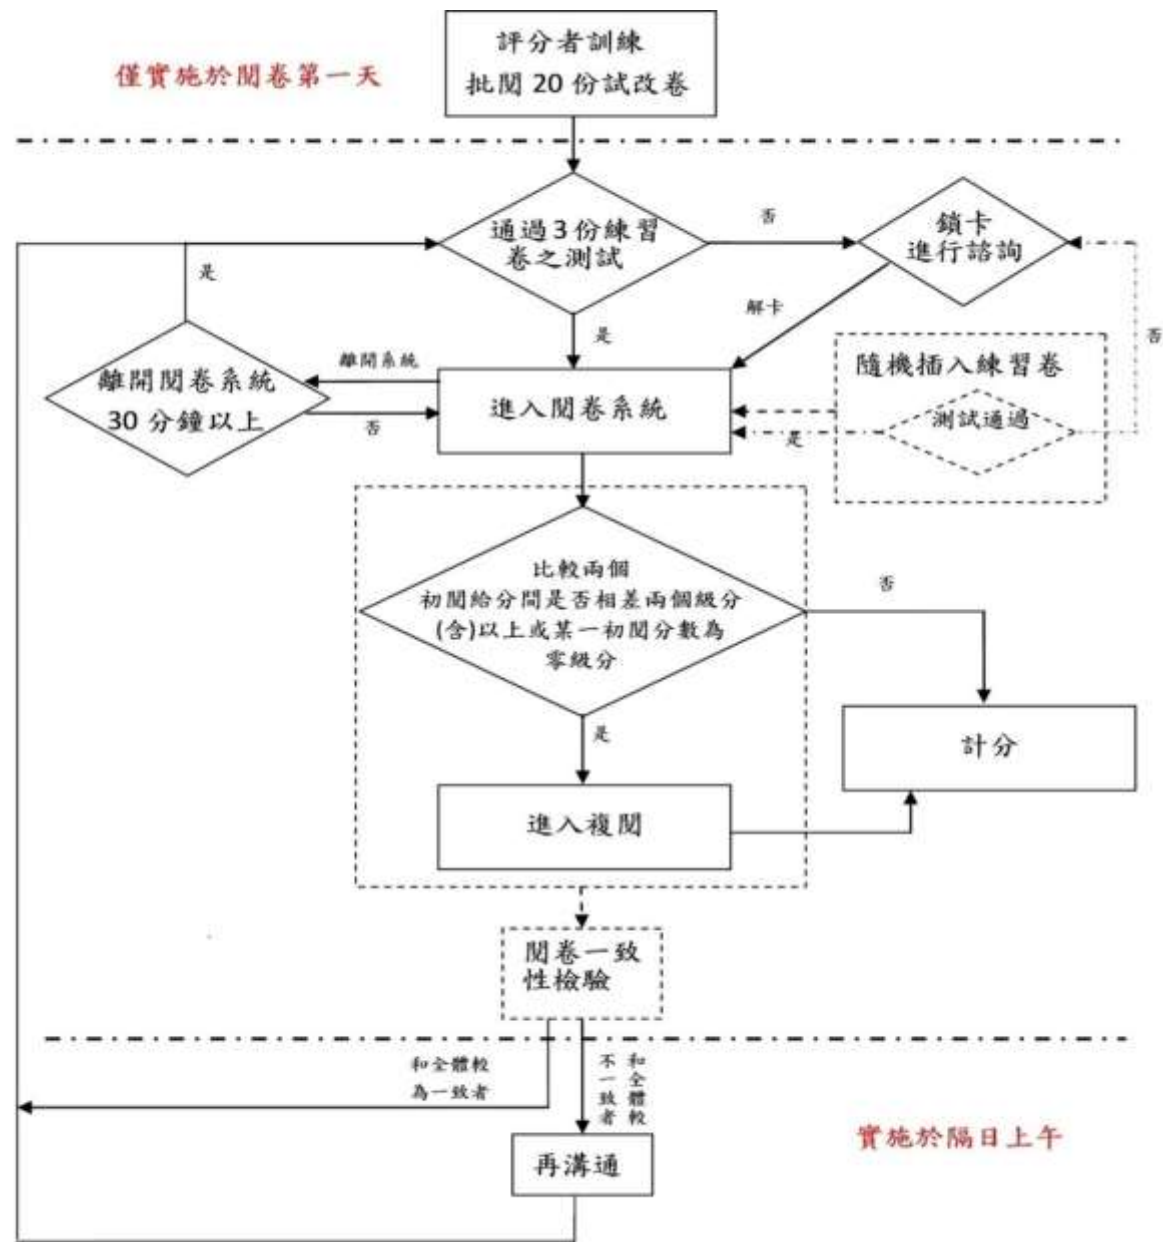 評分者訓練
批閱 20 份試改卷
僅實施於閱卷第一天
通過 3 份練習
卷之測試
否
鎖卡
進行諮詢
是
解卡
是
否
離開閱卷系統
30 分鐘以上
離開系統
否
進入閱卷系統
隨機插入練習卷
測試通過
是
比較兩個
初閱給分間是否相差兩個級分
(含)以上或某一初閱分數為
零級分
否
是
計分
進入複閱
閱卷一致
性檢驗
和全體較
為一致者
和全體較
不一致者
實施於隔日上午
再溝通